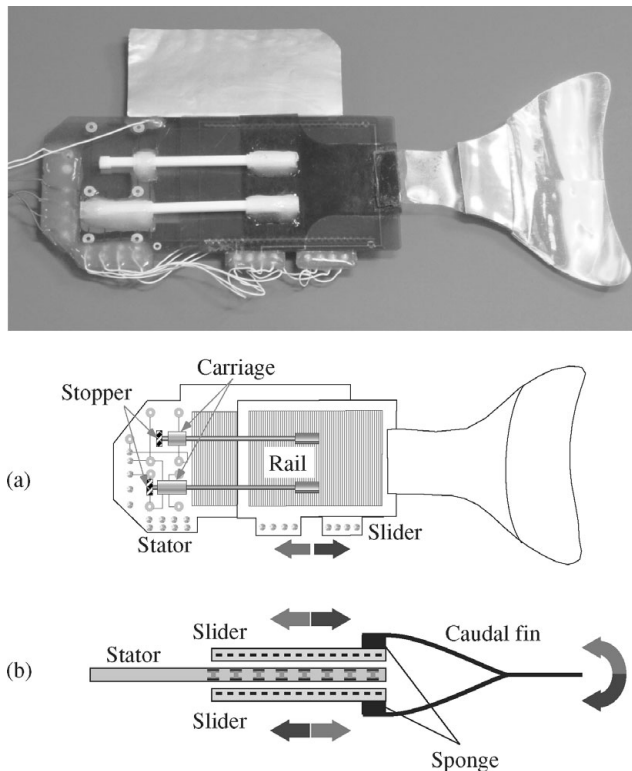 Carriage
Stopper
(a)
Rail
Stator
Slider
(b)
Slider
Caudal fin
Stator
Slider
Sponge